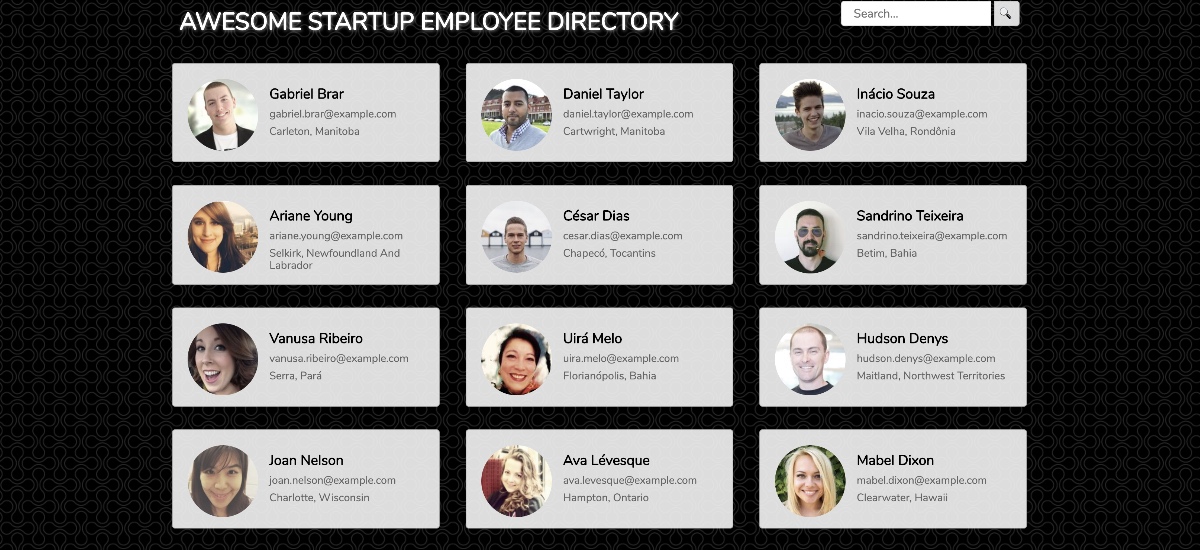 AWESOME STARTUP EMPLOYEE DIRECTORY
Search...
Gabriel Brar
gabriel.brar@example.com
Carleton, Manitoba
Daniel Taylor
daniel.taylor@example.com
Cartwright, Manitoba
Inácio Souza
inacio.souza@example.com
Vila Velha, Rondônia
Ariane Young
ariane.young@example.com
Selkirk, Newfoundland And
Labrador
César Dias
cesar.dias@example.com
Chapecó, Tocantins
Sandrino Teixeira
sandrino.teixeira@example.com
Betim, Bahia
Vanusa Ribeiro
vanusa.ribeiro@example.com
Serra, Pará
Uirá Melo
uira.melo@example.com
Florianópolis, Bahia
Hudson Denys
hudson.denys@example.com
Maitland, Northwest Territories
Joan Nelson
joan.nelson@example.com
Charlotte, Wisconsin
Ava Lévesque
ava.levesque@example.com
Hampton, Ontario
Mabel Dixon
mabel.dixon@example.com
Clearwater, Hawaii